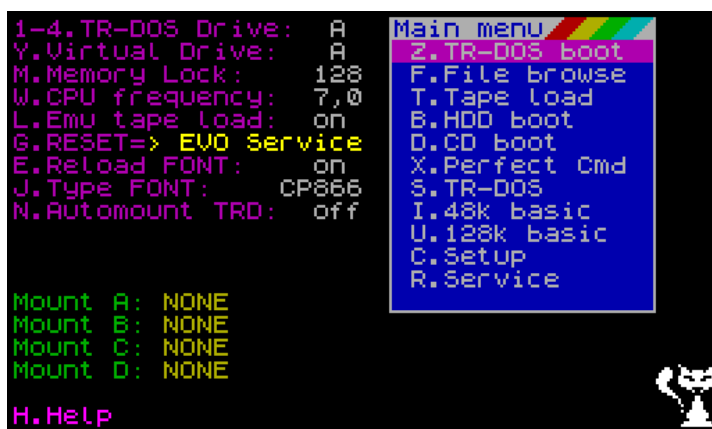 1-4.TR-DOS Drive: A
Y.Virtual Drive: A
M.Memory Lock: 128
W.CPU frequency: 7,0
L.Emu tape load: on
G.RESET=> EVO Service
E.Reload FONT: on
J.Type FONT: CP866
N.Automount TRD: off
Mount A: NONE
Mount B: NONE
Mount C: NONE
Mount D: NONE
H.Help
Main menu
Z.TR-DOS boot
F.File browse
T.Tape load
B.HDD boot
D.CD boot
X.Perfect Cmd
S.TR-DOS
I.48k basic
U.128k basic
C.Setup
R.Service